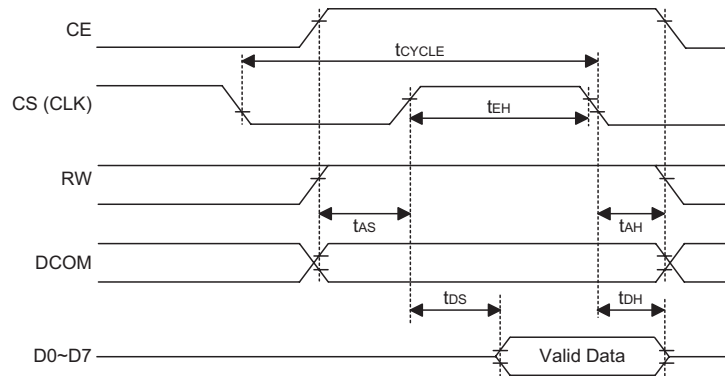 CE
tCYCLE
CS (CLK)
tEH
RW
tAS
tAH
DCOM
tDS
tDH
D0~D7
Valid Data